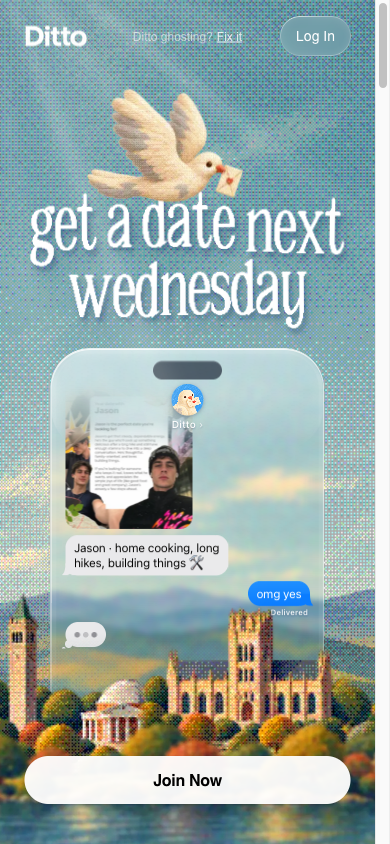 Ditto
Ditto ghosting? Fix it
Log In
get a date next
wednesday
Ditto
Jason
Jason · home cooking, long
hikes, building things 🛠️
omg yes
Delivered
Join Now